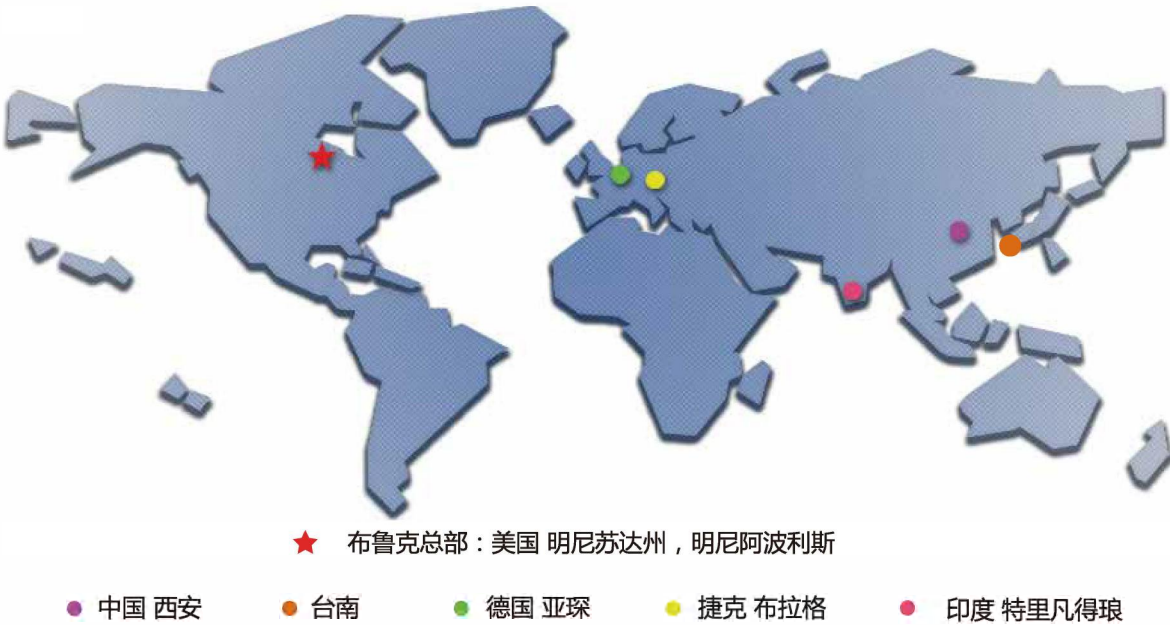 布鲁克总部：美国 明尼苏达州，明尼阿波利斯
中国 西安 台南 德国 亚琛 捷克 布拉格 印度 特里凡得琅